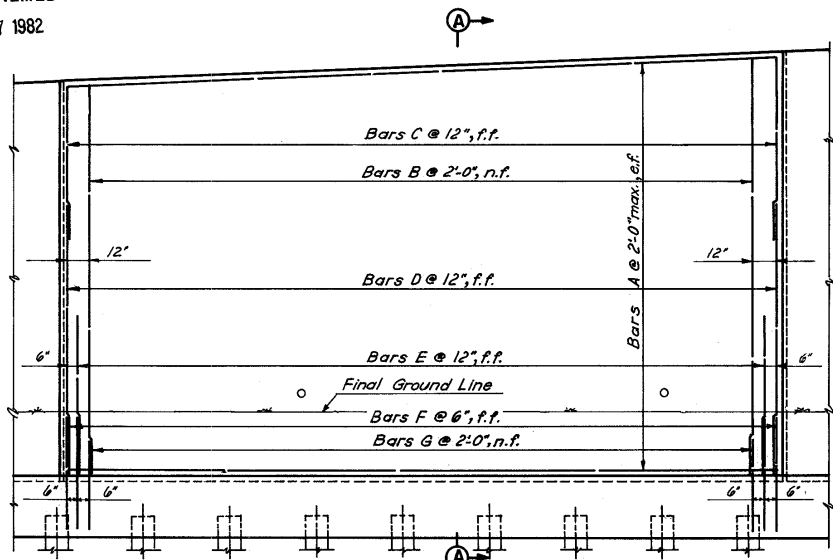 7 1982
A
Bars C @ 12", f.f.
Bars B @ 2'-0", n.f.
Bars A @ 2'-0" max., e.f.
12" 12"
Bars D @ 12", f.f.
6" Bars E @ 12", f.f. 6"
Final Ground Line
Bars F @ 6", f.f.
Bars G @ 2'-0", n.f.
6" 6" 6" 6"
A